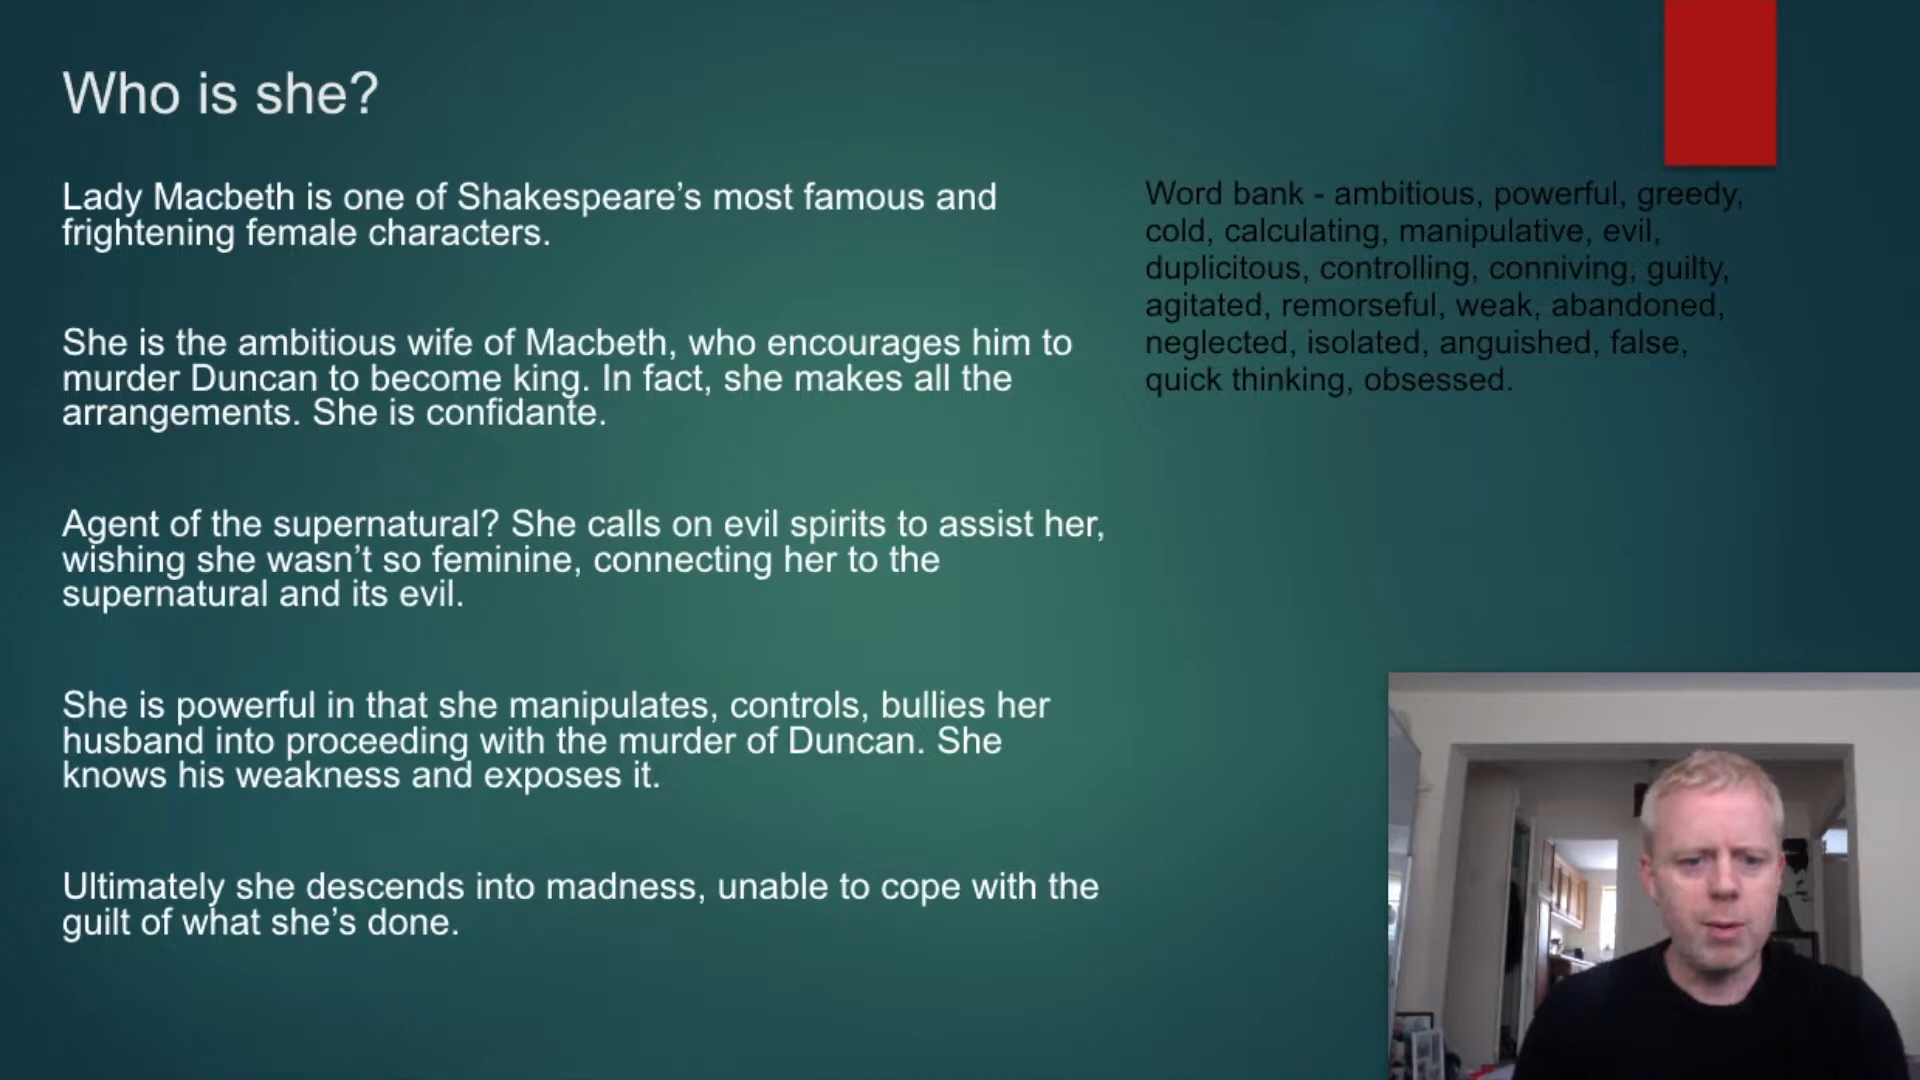 Who is she?
Lady Macbeth is one of Shakespeare’s most famous and
frightening female characters.
She is the ambitious wife of Macbeth, who encourages him to
murder Duncan to become king. In fact, she makes all the
arrangements. She is confidante.
Agent of the supernatural? She calls on evil spirits to assist her,
wishing she wasn’t so feminine, connecting her to the
supernatural and its evil.
She is powerful in that she manipulates, controls, bullies her
husband into proceeding with the murder of Duncan. She
knows his weakness and exposes it.
Ultimately she descends into madness, unable to cope with the
guilt of what she’s done.
Word bank - ambitious, powerful, greedy,
cold, calculating, manipulative, evil,
duplicitous, controlling, conniving, guilty,
agitated, remorseful, weak, abandoned,
neglected, isolated, anguished, false,
quick thinking, obsessed.